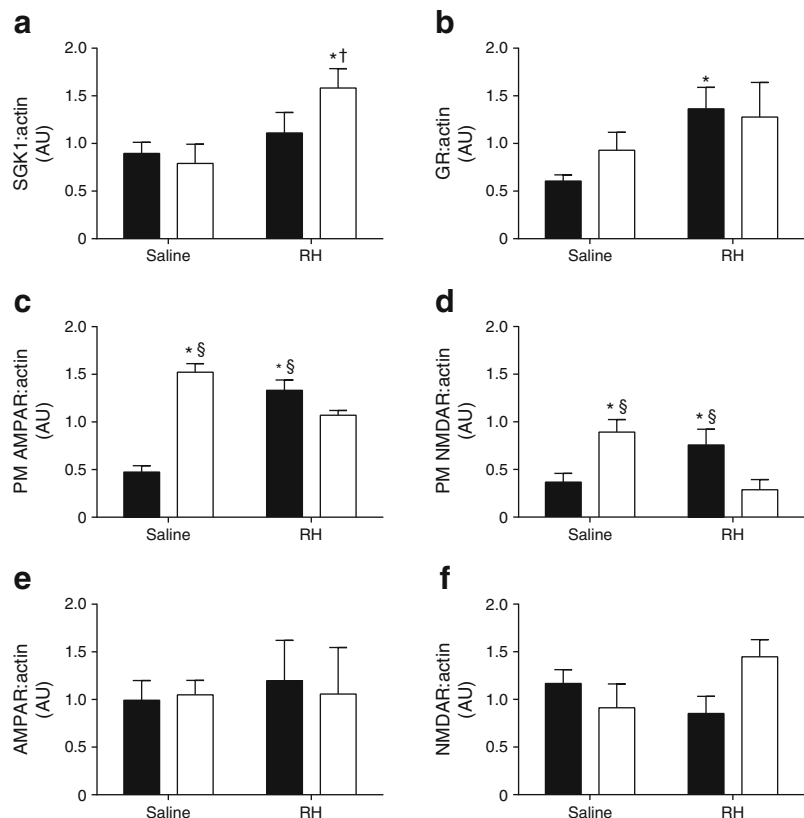 a
2.0
1.5
1.0
0.5
0
SGK1:actin
(AU)
*†
Saline
RH
b
2.0
1.5
1.0
0.5
0
GR:actin
(AU)
*
Saline
RH
c
2.0
1.5
1.0
0.5
0
PM AMPAR:actin
(AU)
* §
* §
Saline
RH
d
2.0
1.5
1.0
0.5
0
PM NMDAR:actin
(AU)
* §
* §
Saline
RH
e
2.0
1.5
1.0
0.5
0
AMPAR:actin
(AU)
Saline
RH
f
2.0
1.5
1.0
0.5
0
NMDAR:actin
(AU)
Saline
RH